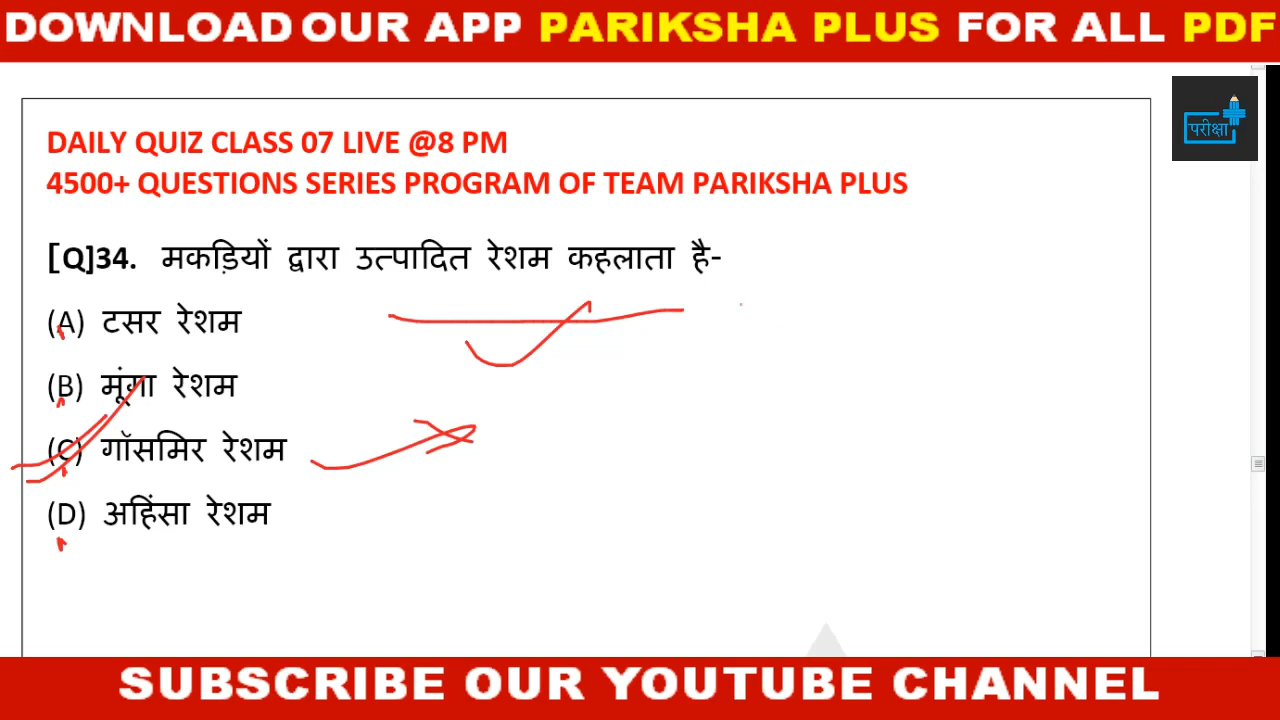 DOWNLOAD OUR APP PARIKSHA PLUS FOR ALL PDF
परीक्षा
DAILY QUIZ CLASS 07 LIVE @8 PM
4500+ QUESTIONS SERIES PROGRAM OF TEAM PARIKSHA PLUS
[Q]34. मकड़ियों द्वारा उत्पादित रेशम कहलाता है-
(A) टसर रेशम
(B) मूंगा रेशम
(C) गॉसमिर रेशम
(D) अहिंसा रेशम
SUBSCRIBE OUR YOUTUBE CHANNEL